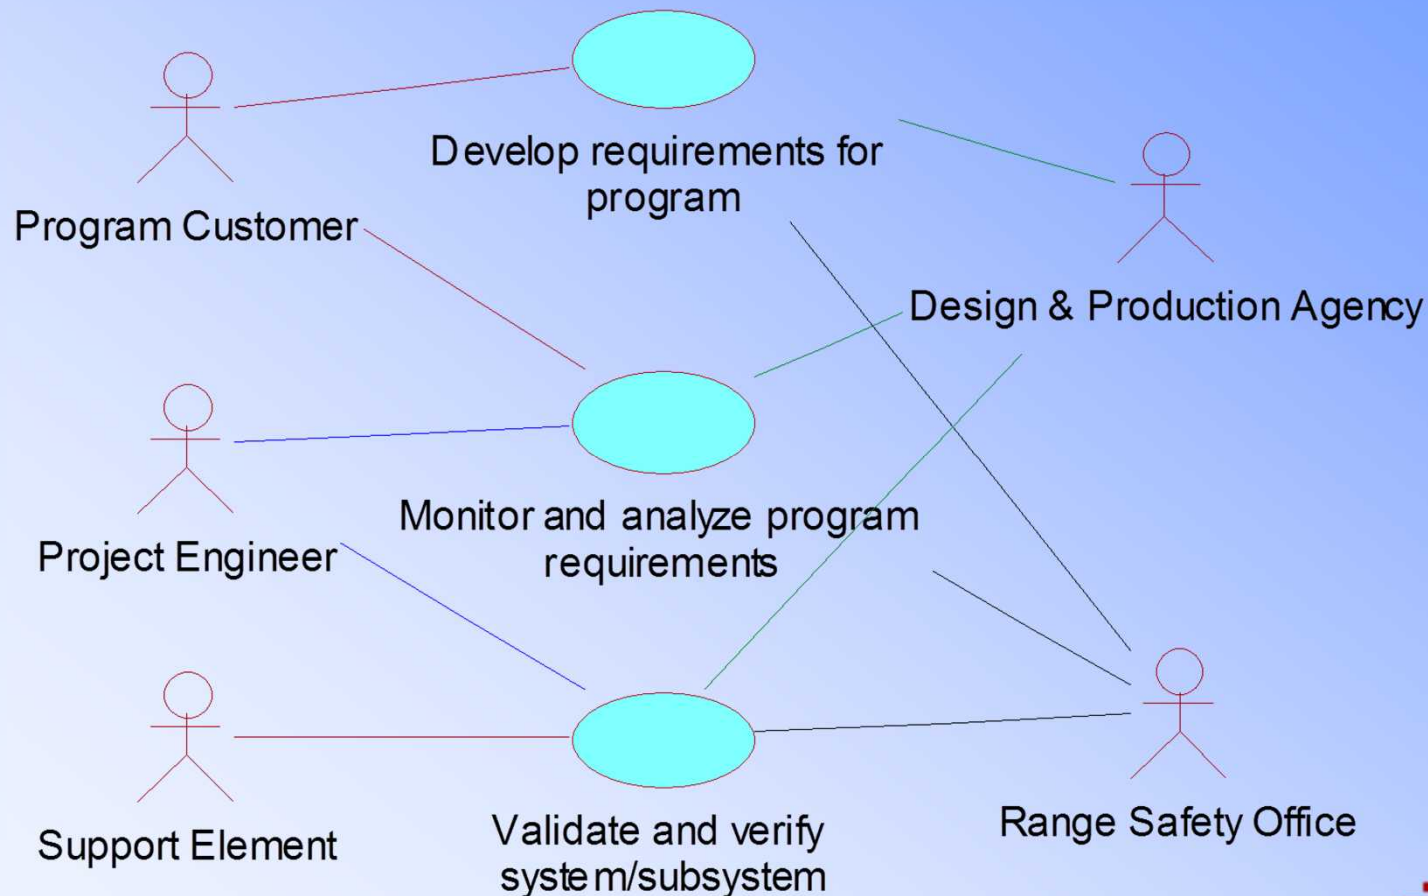 Develop requirements for
program
Program Customer
Design & Production Agency
Monitor and analyze program
requirements
Project Engineer
Range Safety Office
Support Element
Validate and verify
system/subsystem